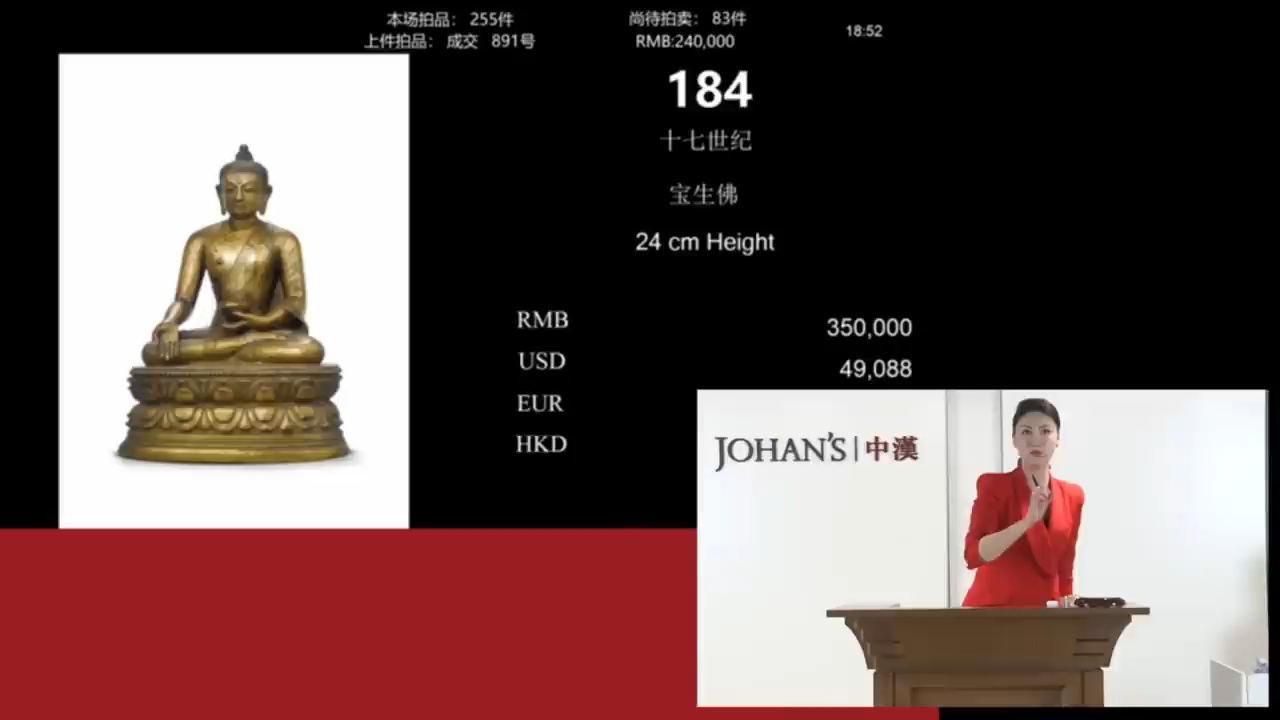 本场拍品： 255件 尚待拍卖： 83件
上件拍品： 成交 891号 RMB:240,000 18:52
184
十七世纪
宝生佛
24 cm Height
RMB 350,000
USD 49,088
EUR
HKD
JOHAN'S | 中漢